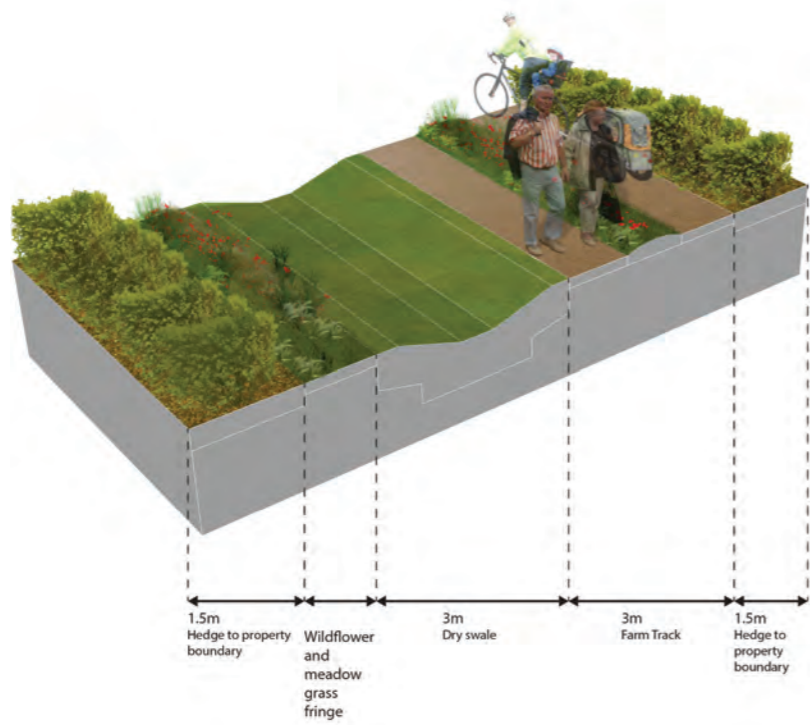 1.5m
Hedge to property
boundary
Wildflower
and
meadow
grass
fringe
3m
Dry swale
3m
Farm Track
1.5m
Hedge to
property
boundary